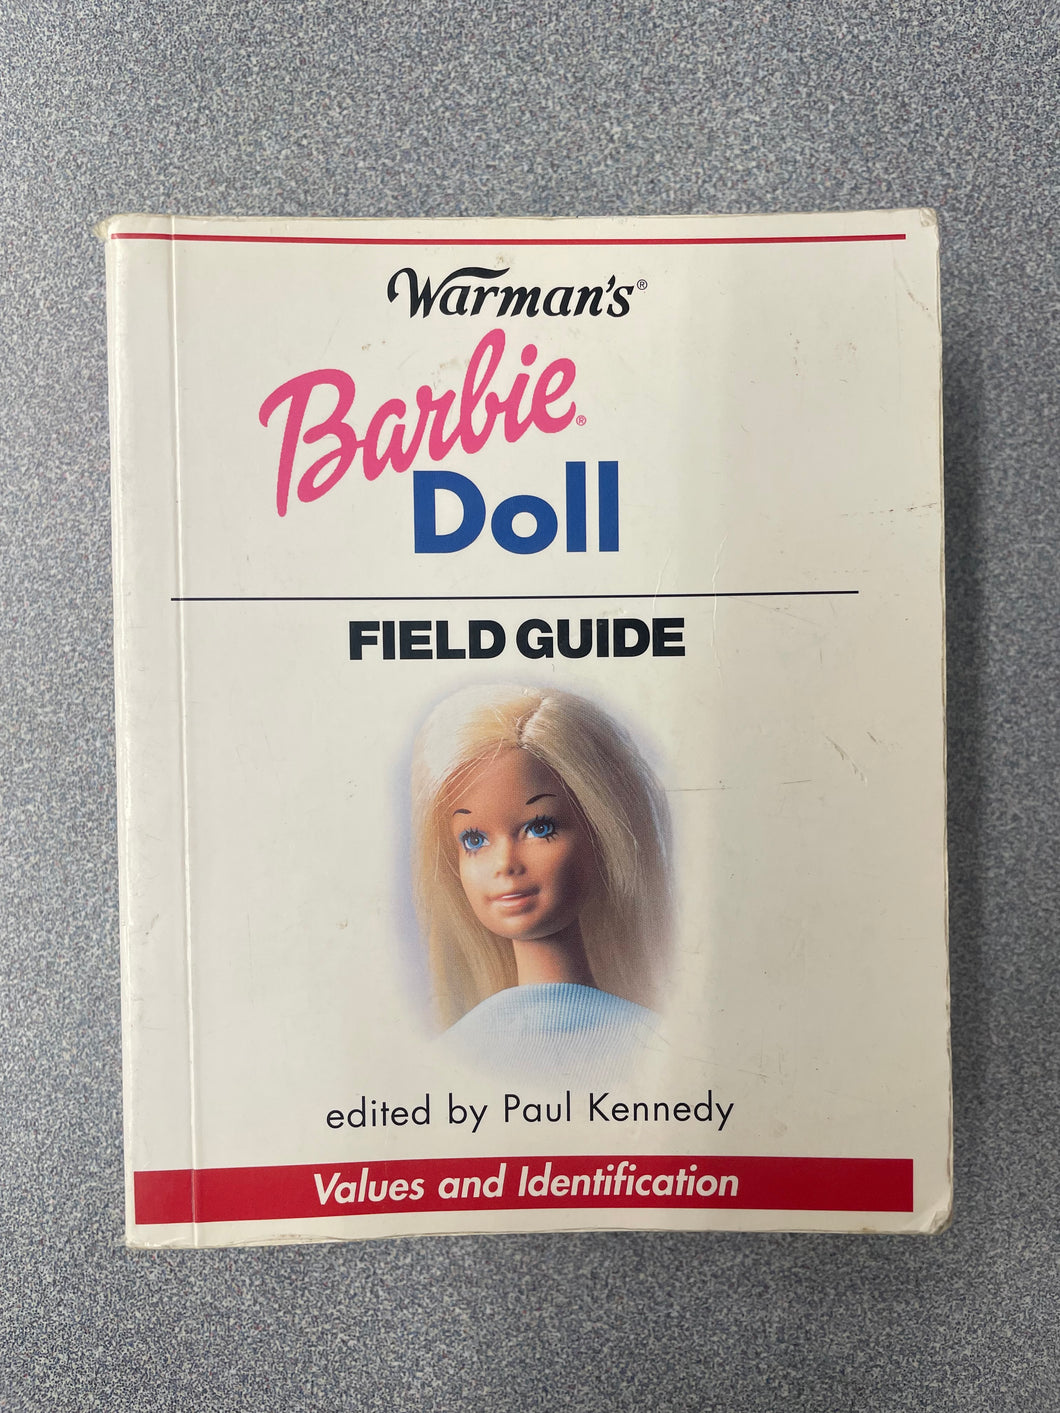 Warman's®
Barbie®
Doll
FIELD GUIDE
edited by Paul Kennedy
Values and Identification